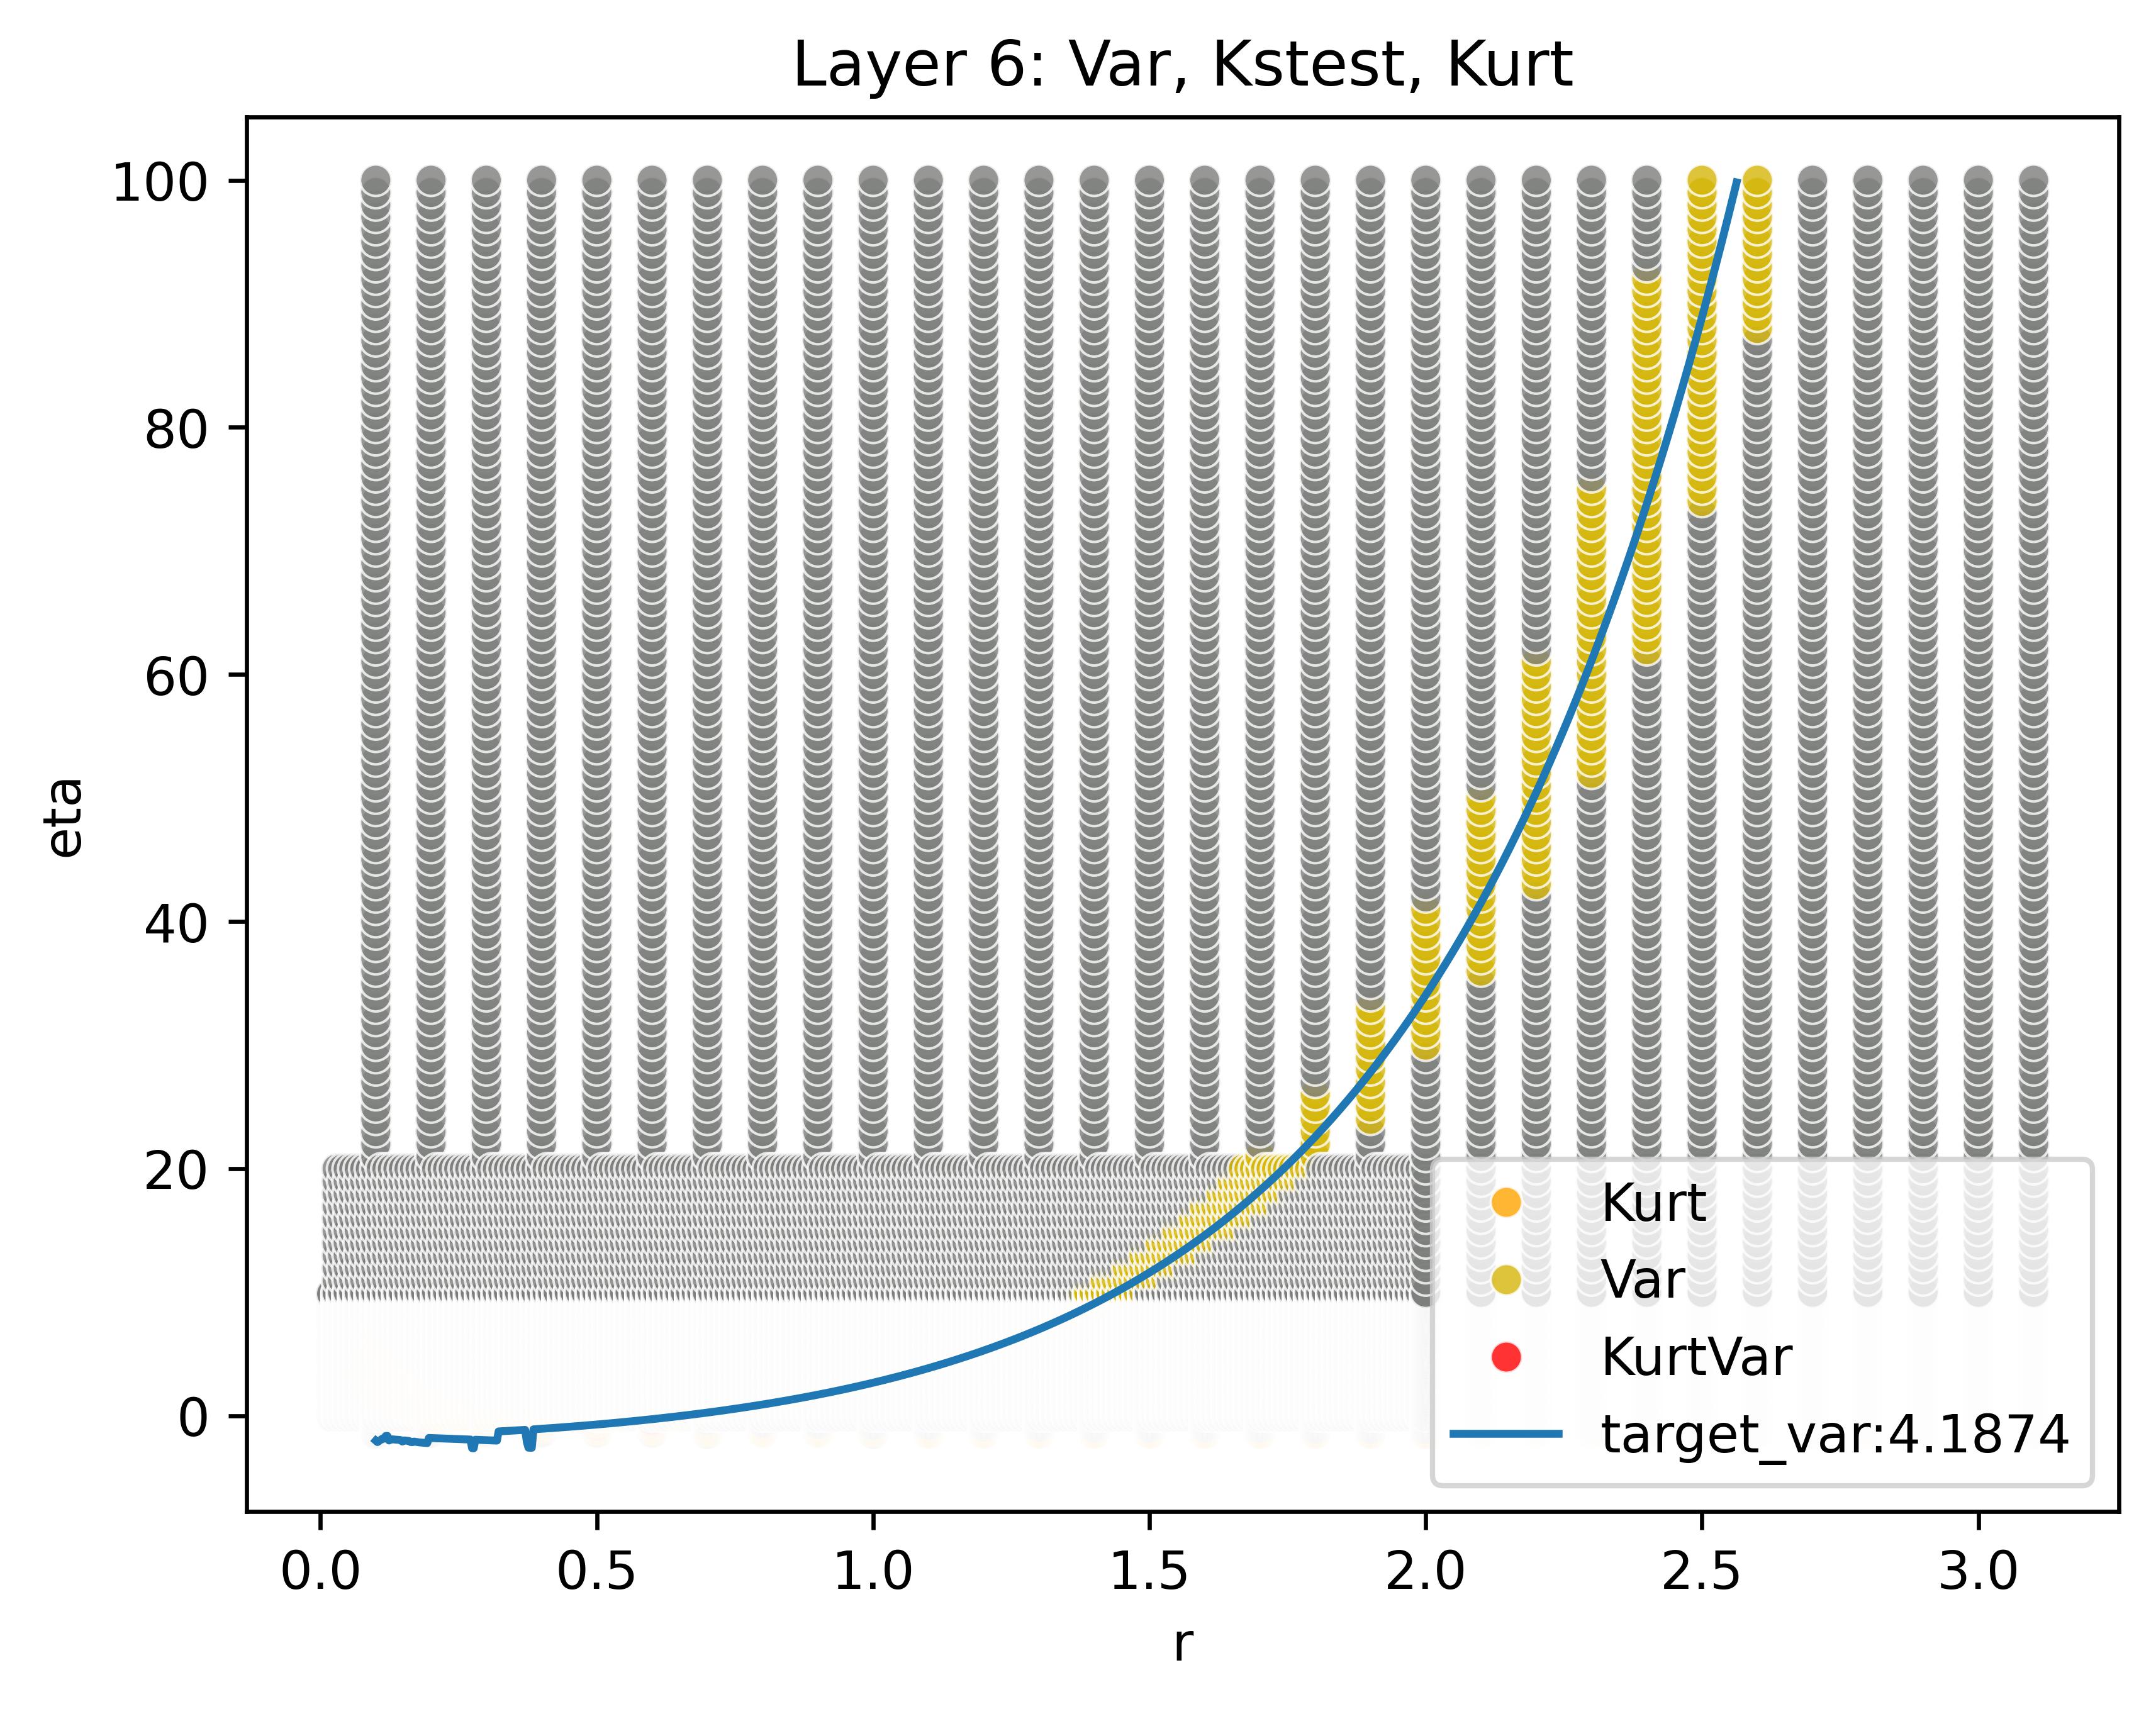 Layer 6: Var, Kstest, Kurt
eta
100
80
60
40
20
0
Kurt
Var
KurtVar
target_var:4.1874
0.0 0.5 1.0 1.5 2.0 2.5 3.0
r